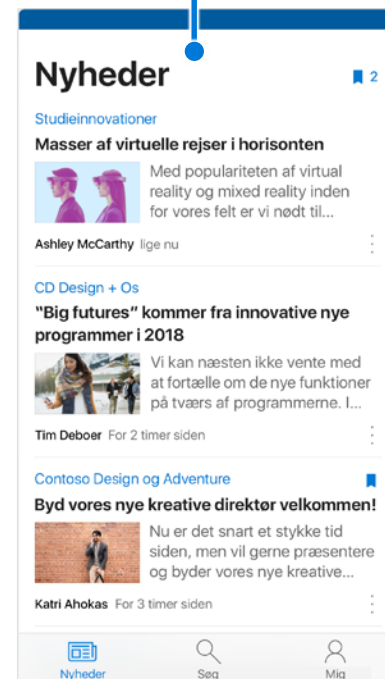 Nyheder
2
Studieinnovationer
Masser af virtuelle rejser i horisonten
Med populariteten af virtual
reality og mixed reality inden
for vores felt er vi nødt til...
Ashley McCarthy lige nu
CD Design + Os
"Big futures" kommer fra innovative nye
programmer i 2018
Vi kan næsten ikke vente med
at fortælle om de nye funktioner
på tværs af programmerne. I...
Tim Deboer For 2 timer siden
Contoso Design og Adventure
Byd vores nye kreative direktør velkommen!
Nu er det snart et stykke tid
siden, men vil gerne præsentere
og byder vores nye kreative...
Katri Ahokas For 3 timer siden
Nyheder Søg Mig